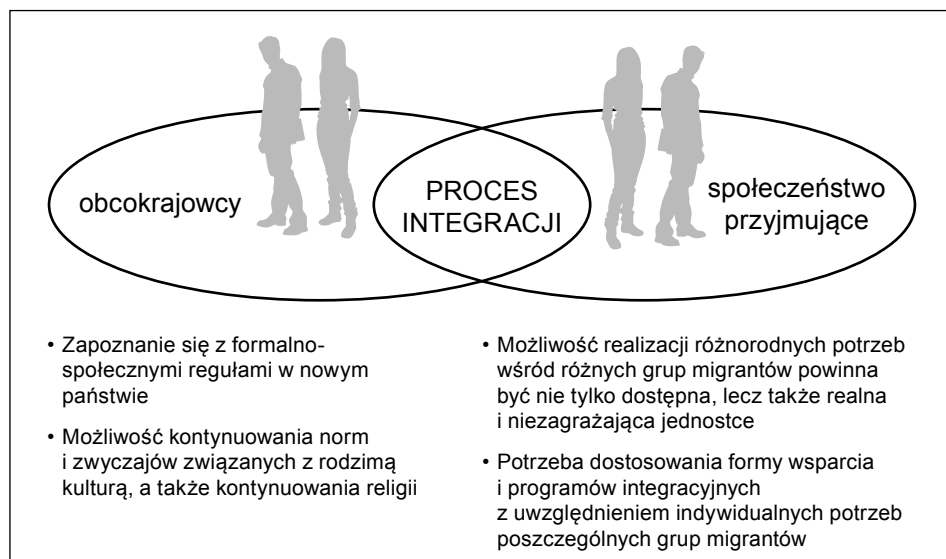 obcokrajowcy
PROCES
INTEGRACJI
społeczeństwo
przyjmujące
• Zapoznanie się z formalno-
społecznymi regułami w nowym
państwie
• Możliwość kontynuowania norm
i zwyczajów związanych z rodzimą
kulturą, a także kontynuowanie religii
• Możliwość realizacji różnorodnych potrzeb
wśród różnych grup migrantów powinna
być nie tylko dostępna, lecz także realna
i niezagrażająca jednostce
• Potrzeba dostosowania formy wsparcia
i programów integracyjnych
z uwzględnieniem indywidualnych potrzeb
poszczególnych grup migrantów